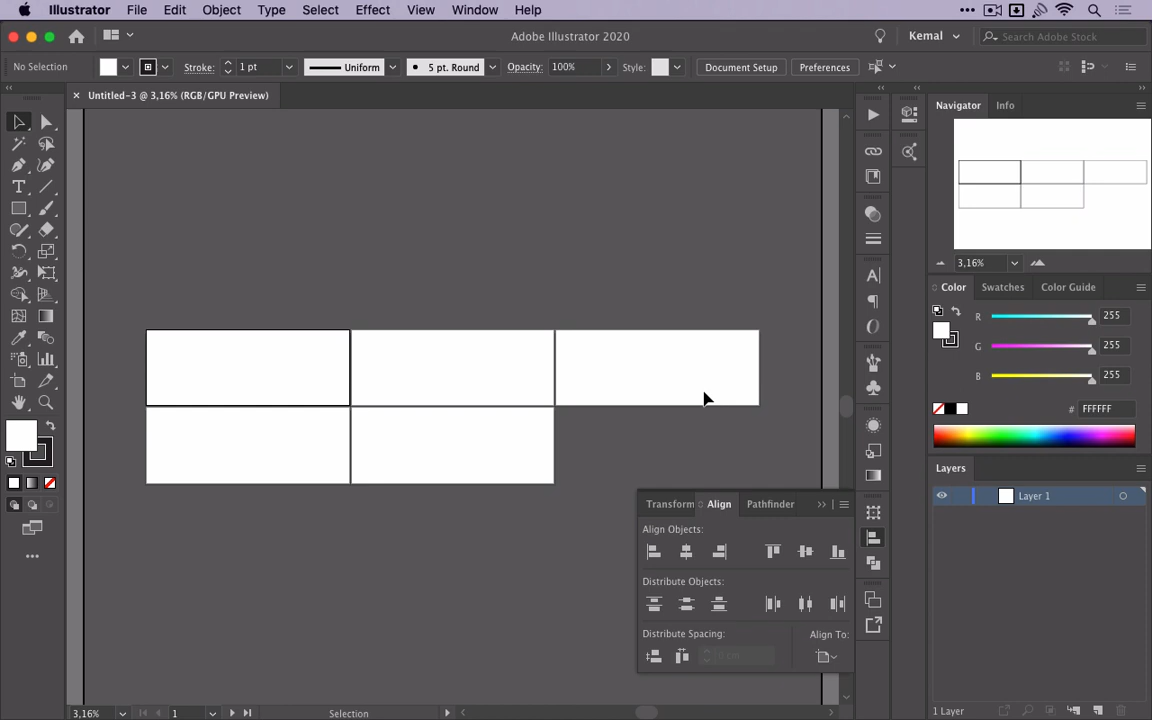 Illustrator File Edit Object Type Select Effect View Window Help
Adobe Illustrator 2020
Kemal
Search Adobe Stock
No Selection
Stroke: 1 pt
Uniform
5 pt. Round
Opacity: 100%
Style:
Document Setup
Preferences
× Untitled-3 @ 3,16% (RGB/GPU Preview)
Navigator Info
3,16%
Color Swatches Color Guide
R 255
G 255
B 255
# FFFFFF
Layers
Layer 1
Transform Align Pathfinder
Align Objects:
Distribute Objects:
Distribute Spacing:
Align To:
0 cm
3,16%
1
Selection
1 Layer